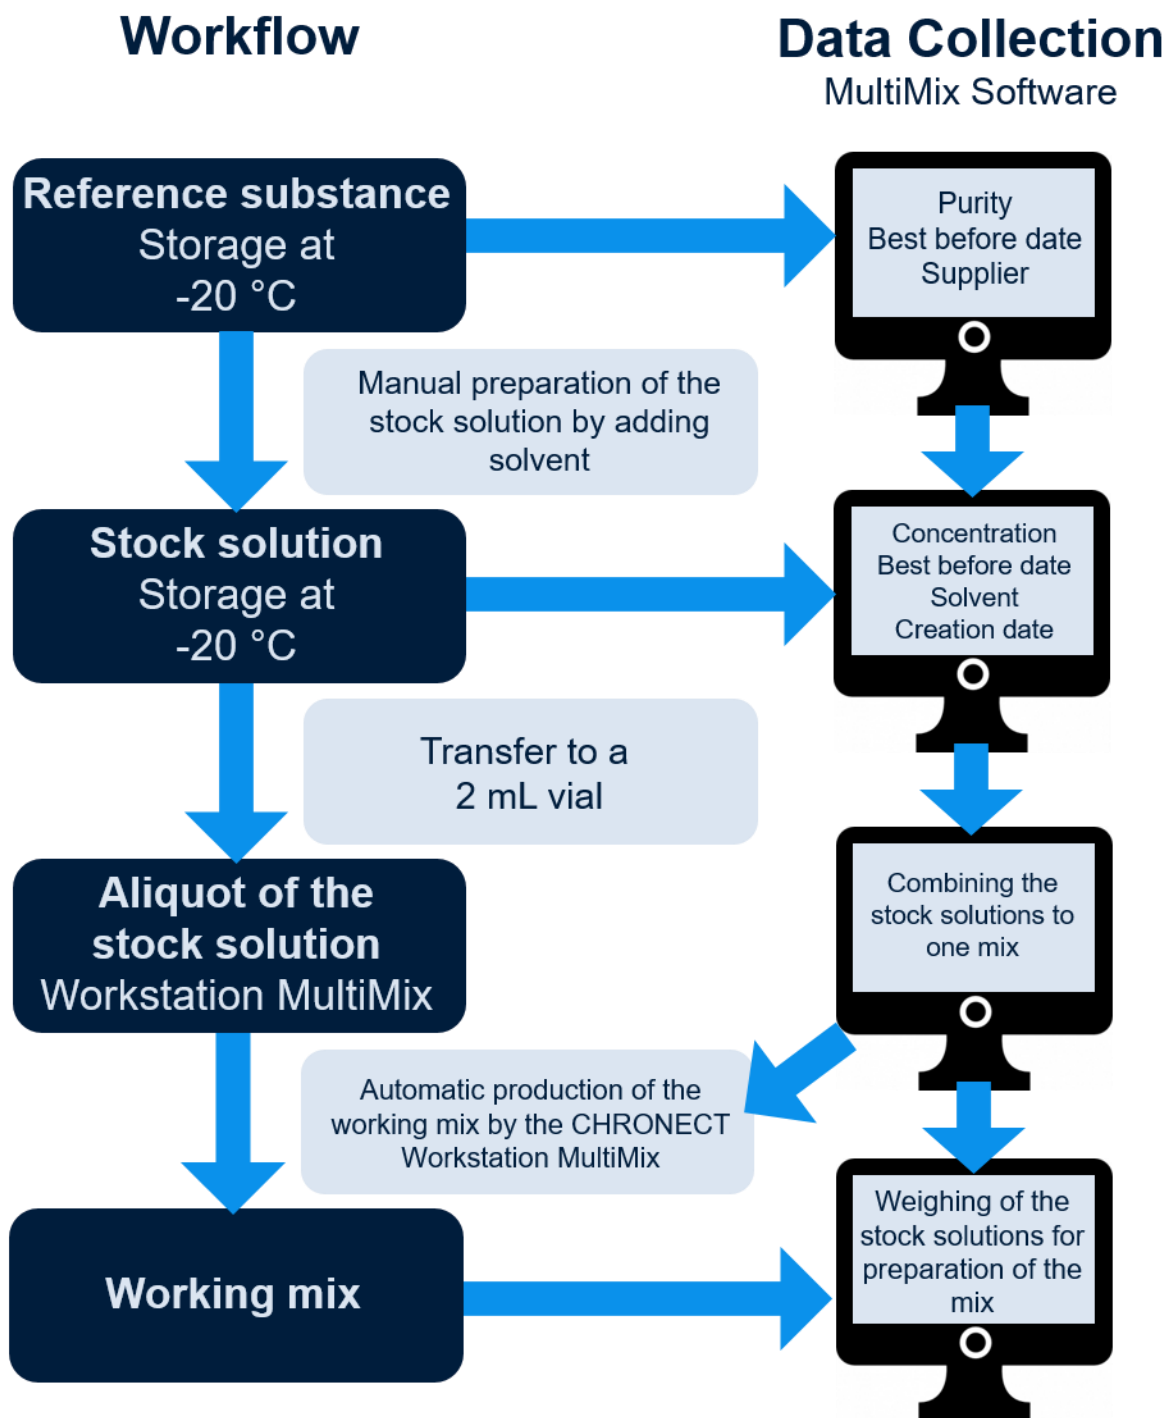 Workflow
Data Collection
MultiMix Software
Reference substance
Storage at
-20 °C
Purity
Best before date
Supplier
Manual preparation of the
stock solution by adding
solvent
Stock solution
Storage at
-20 °C
Concentration
Best before date
Solvent
Creation date
Transfer to a
2 mL vial
Aliquot of the
stock solution
Workstation MultiMix
Combining the
stock solutions to
one mix
Automatic production of the
working mix by the CHRONECT
Workstation MultiMix
Working mix
Weighing of the
stock solutions for
preparation of the
mix